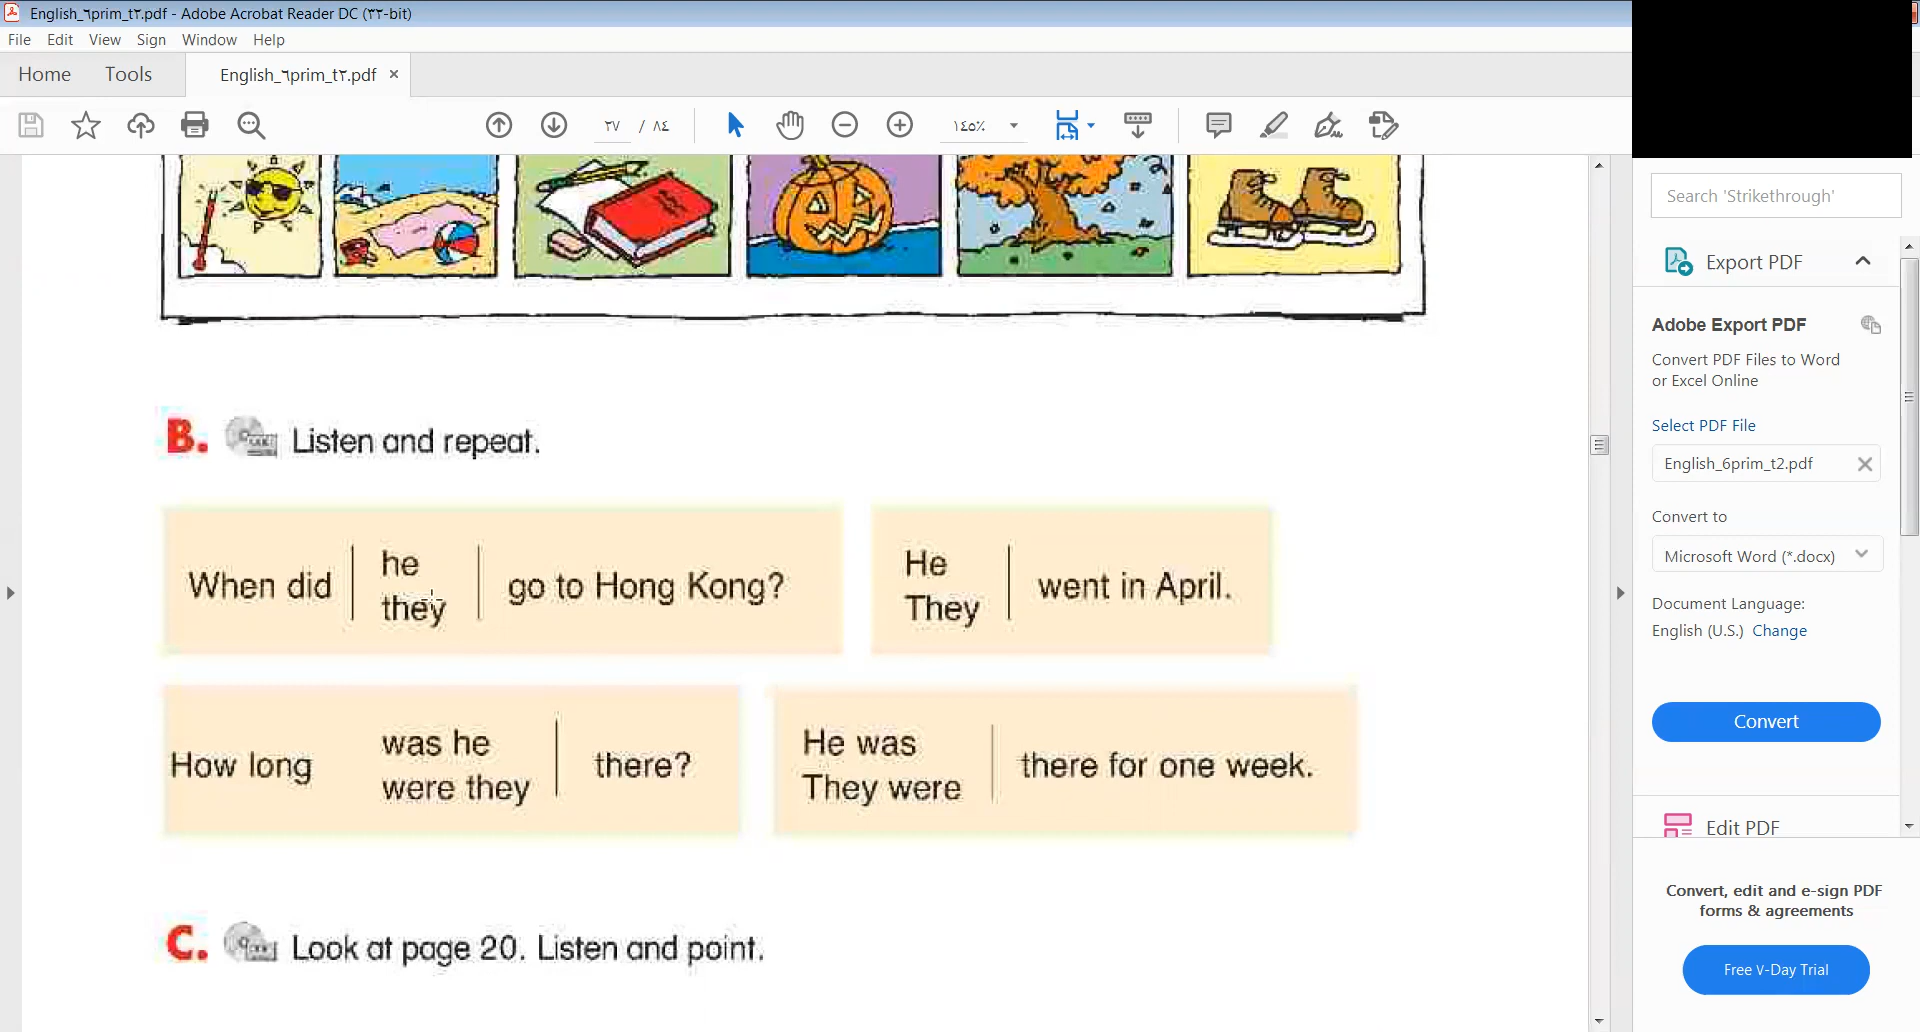 English_٦prim_t٢.pdf - Adobe Acrobat Reader DC (٣٢-bit)
File Edit View Sign Window Help
Home Tools English_٦prim_t٢.pdf ×
٢٧ / ٨٤ ١٤٥٪
Search 'Strikethrough'
Export PDF
Adobe Export PDF
Convert PDF Files to Word
or Excel Online
Select PDF File
English_6prim_t2.pdf
Convert to
Microsoft Word (*.docx)
Document Language:
English (U.S.) Change
Convert
Edit PDF
Convert, edit and e-sign PDF
forms & agreements
Free ٧-Day Trial
B. Listen and repeat.
When did he they go to Hong Kong?
He They went in April.
How long was he were they there?
He was They were there for one week.
C. Look at page 20. Listen and point.